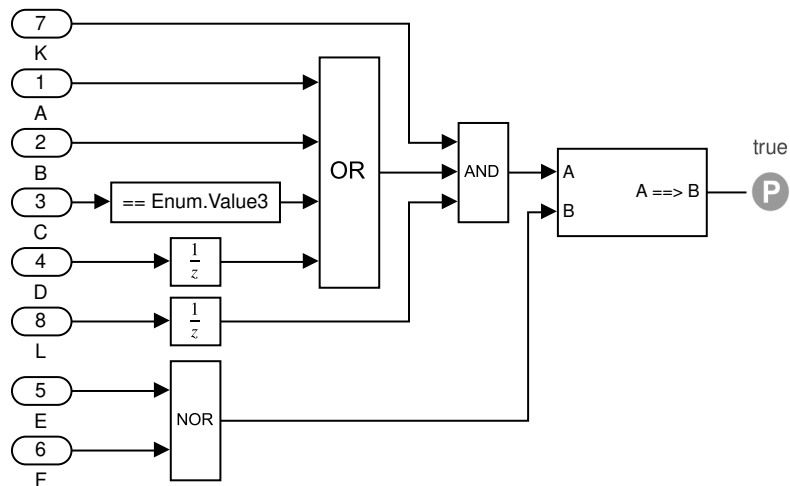 7
K
1
A
2
B
3
== Enum.Value3
C
4
1
z
D
8
1
z
L
5
E
6
F
OR
NOR
AND
A
B
A ==> B
true
P